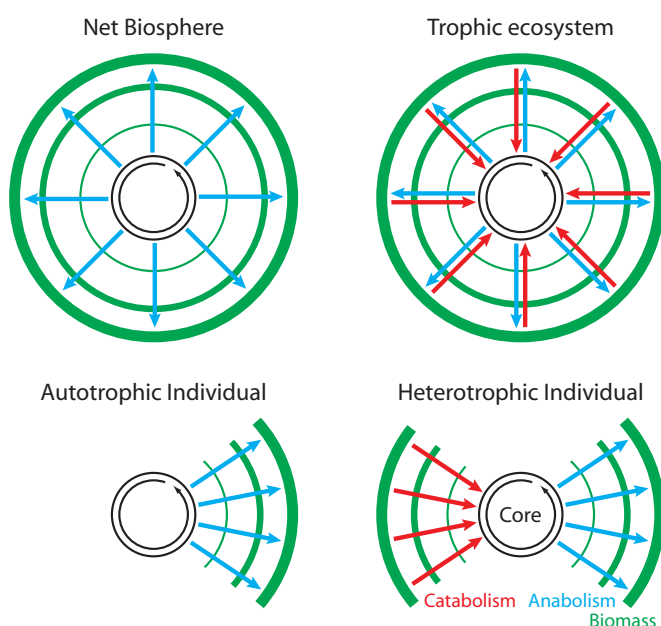 Net Biosphere
Trophic ecosystem
Autotrophic Individual
Heterotrophic Individual
Core
Catabolism
Anabolism
Biomass